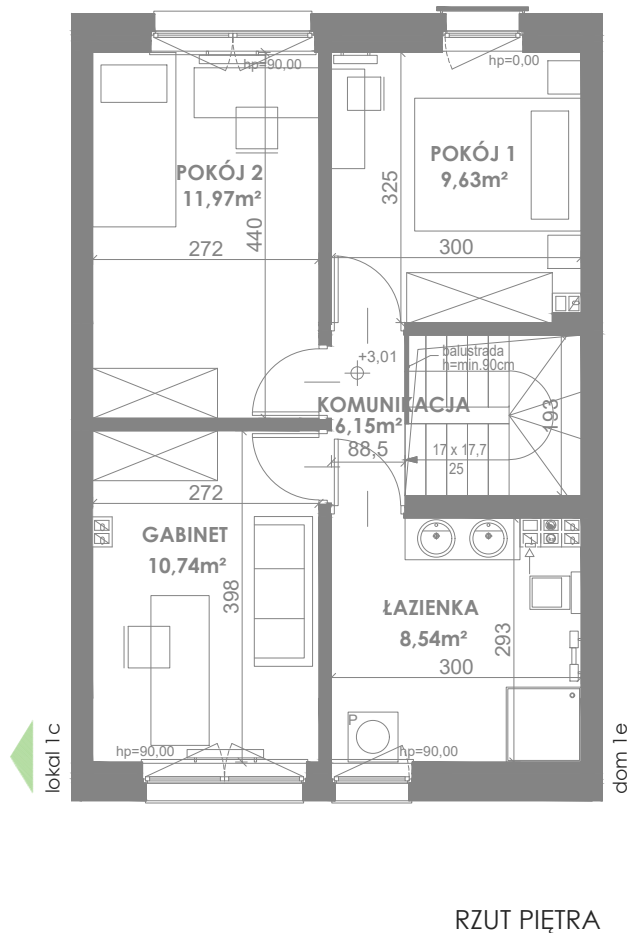 hp=90,00
hp=0,00
POKÓJ 2
11,97m²
272
440
POKÓJ 1
9,63m²
325
300
+3,01
balustrada
h=min.90cm
KOMUNIKACJA
6,15m²
88,5
17 x 17,7
25
193
272
GABINET
10,74m²
398
ŁAZIENKA
8,54m²
293
300
P
hp=90,00
hp=90,00
lokal 1c
dom 1e
RZUT PIĘTRA